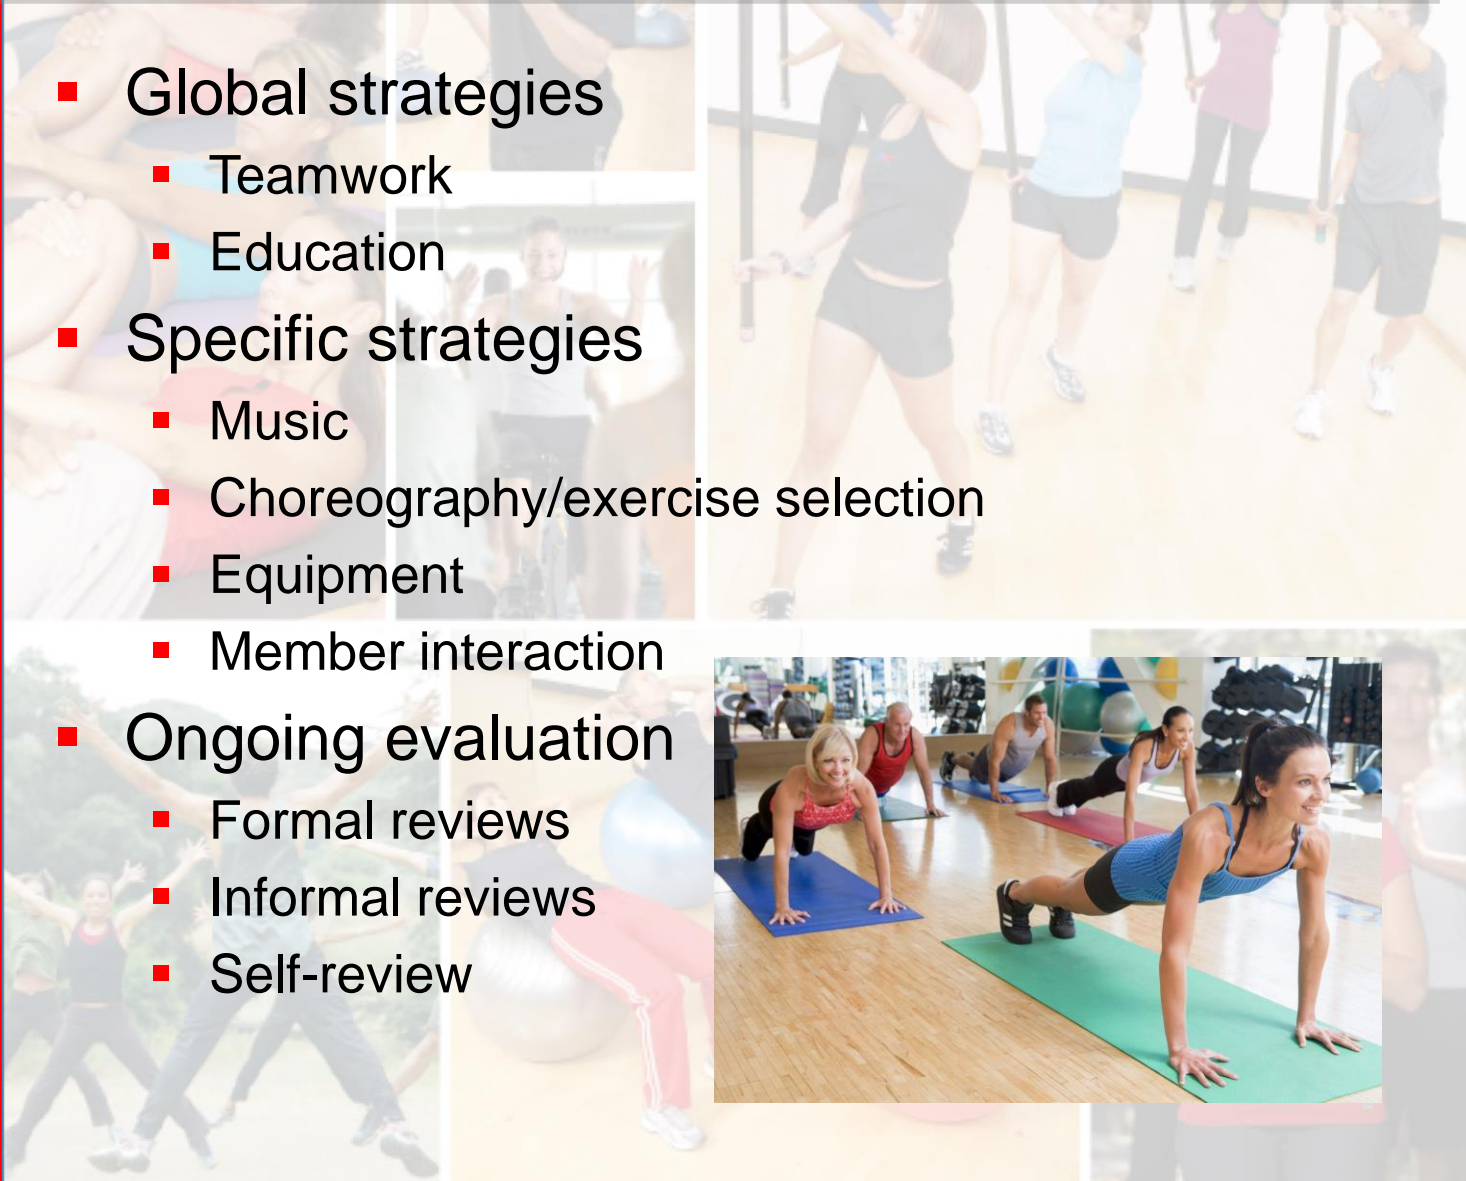 Global strategies
Teamwork
Education
Specific strategies
Music
Choreography/exercise selection
Equipment
Member interaction
Ongoing evaluation
Formal reviews
Informal reviews
Self-review